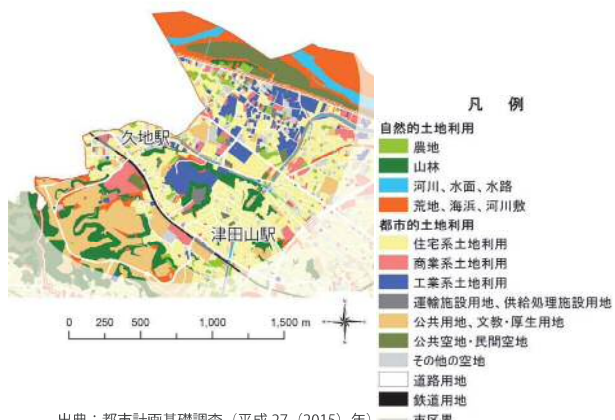 久地駅
津田山駅
0 250 500 1,000 1,500 m
凡 例
自然的土地利用
農地
山林
河川、水面、水路
荒地、海浜、河川敷
都市的土地利用
住宅系土地利用
商業系土地利用
工業系土地利用
運輸施設用地、供給処理施設用地
公共用地、文教・厚生用地
公共空地・民間空地
その他の空地
道路用地
鉄道用地
出典：都市計画基礎調査（平成 27（2015）年）